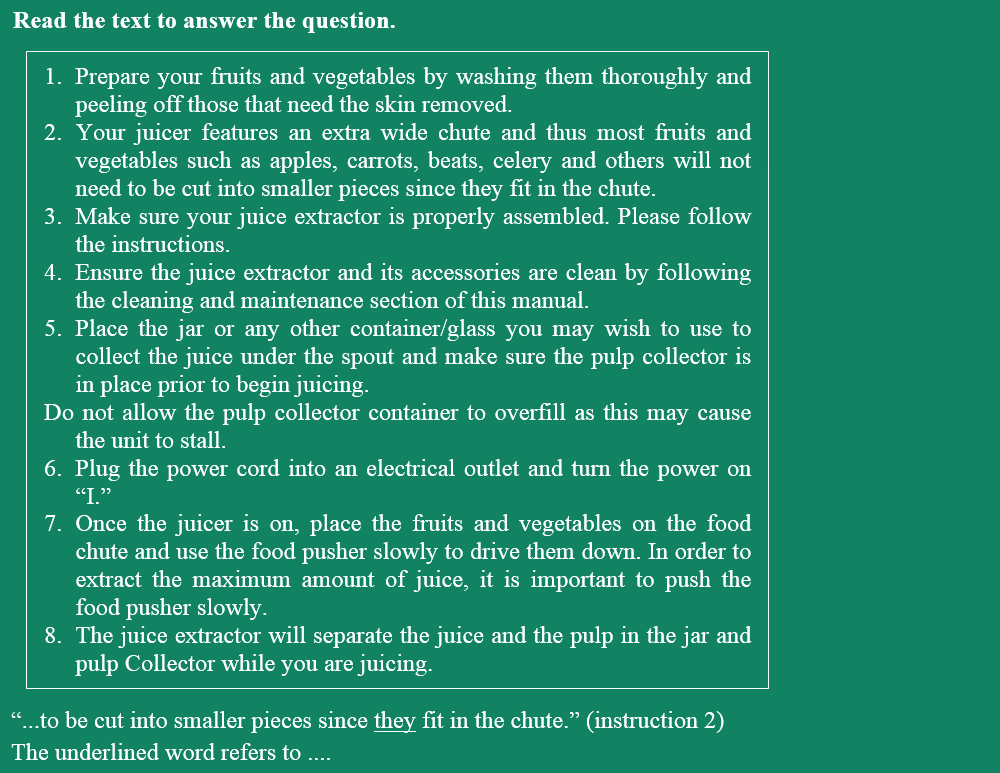 Read the text to answer the question.
1. Prepare your fruits and vegetables by washing them thoroughly and
peeling off those that need the skin removed.
2. Your juicer features an extra wide chute and thus most fruits and
vegetables such as apples, carrots, beats, celery and others will not
need to be cut into smaller pieces since they fit in the chute.
3. Make sure your juice extractor is properly assembled. Please follow
the instructions.
4. Ensure the juice extractor and its accessories are clean by following
the cleaning and maintenance section of this manual.
5. Place the jar or any other container/glass you may wish to use to
collect the juice under the spout and make sure the pulp collector is
in place prior to begin juicing.
Do not allow the pulp collector container to overfill as this may cause
the unit to stall.
6. Plug the power cord into an electrical outlet and turn the power on
“I.”
7. Once the juicer is on, place the fruits and vegetables on the food
chute and use the food pusher slowly to drive them down. In order to
extract the maximum amount of juice, it is important to push the
food pusher slowly.
8. The juice extractor will separate the juice and the pulp in the jar and
pulp Collector while you are juicing.
“...to be cut into smaller pieces since they fit in the chute.” (instruction 2)
The underlined word refers to ....